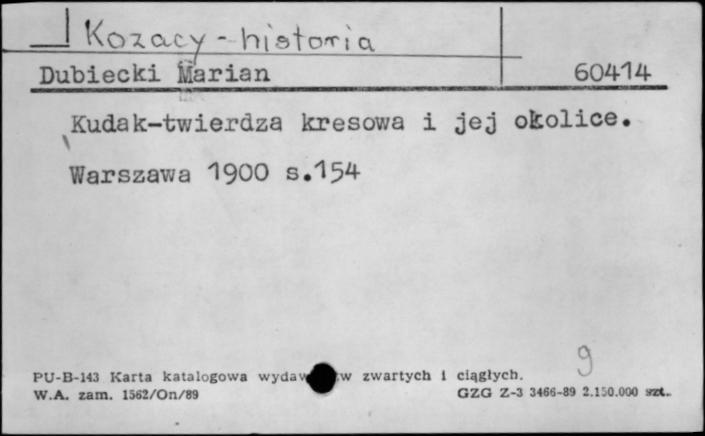 Kozacy - historia
Dubiecki Marian 60414
Kudak-twierdza kresowa i jej okolice.
Warszawa 1900 s.154
9
PU-B-143 Karta katalogowa zwartych i ciągłych.
W.A. zam. 1562/On/89 GZG Z-3 3466-89 2.150.000 szt.